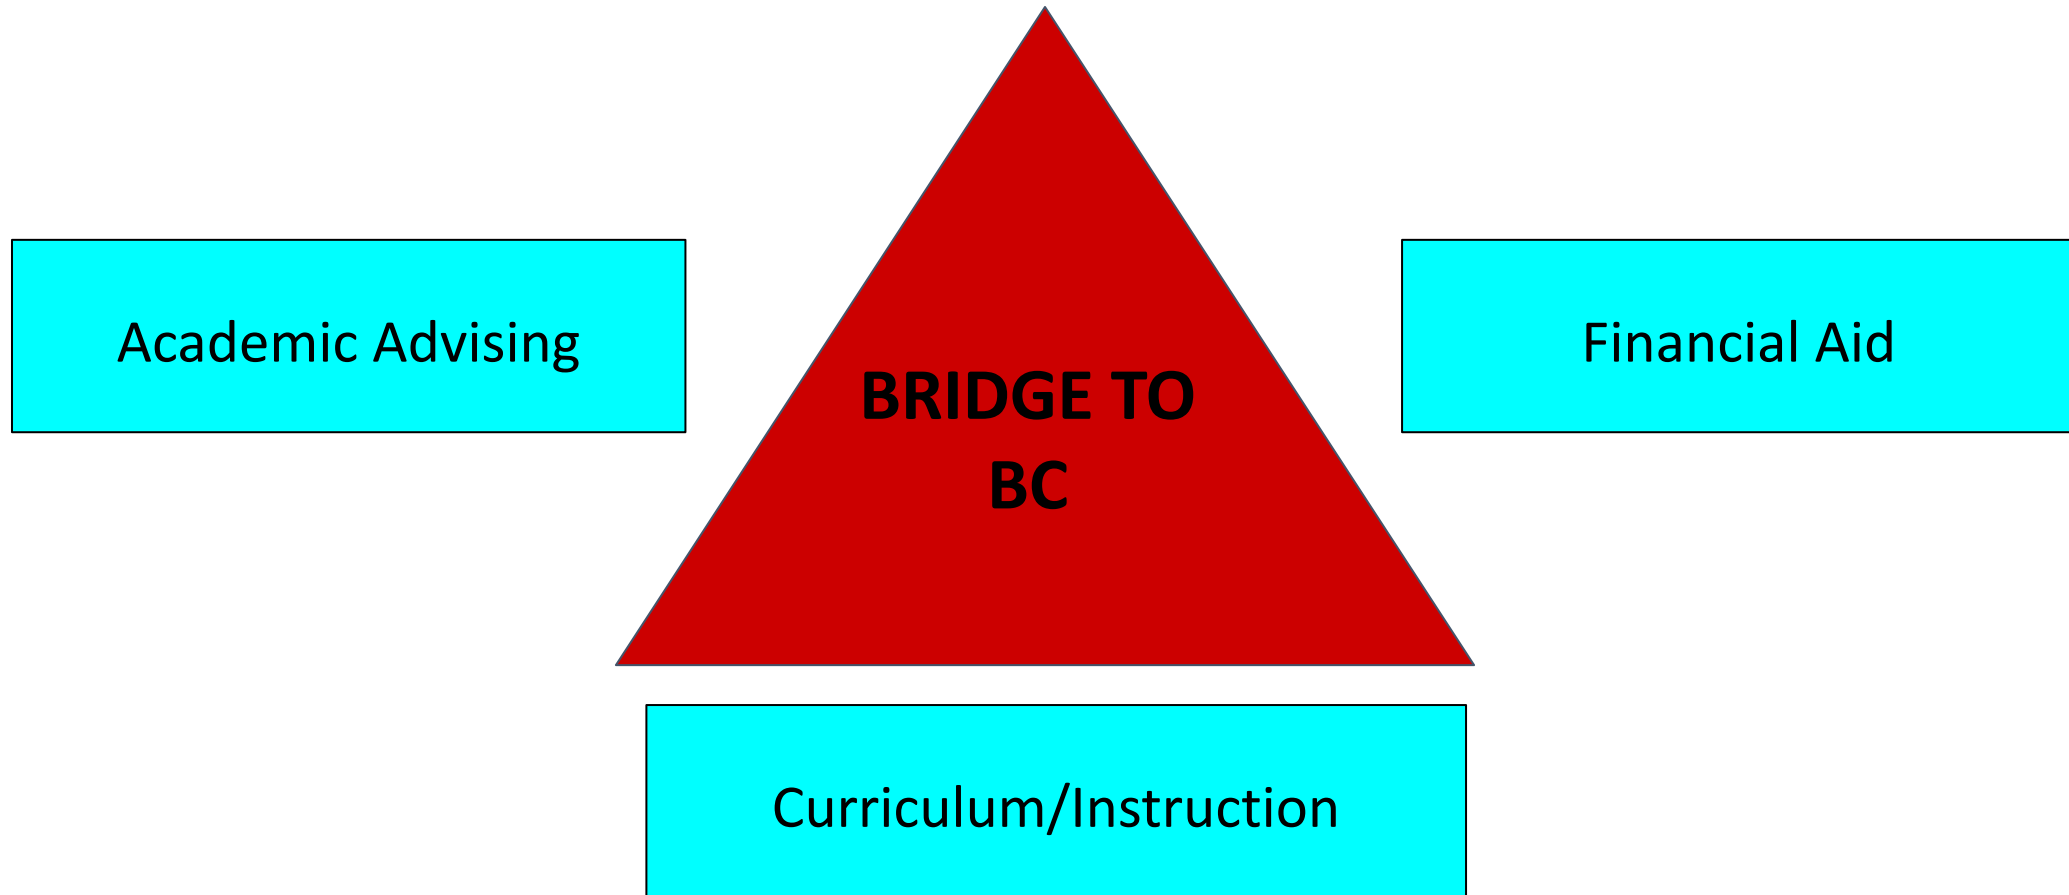 Academic Advising
Financial Aid
BRIDGE TO
BC
Curriculum/Instruction